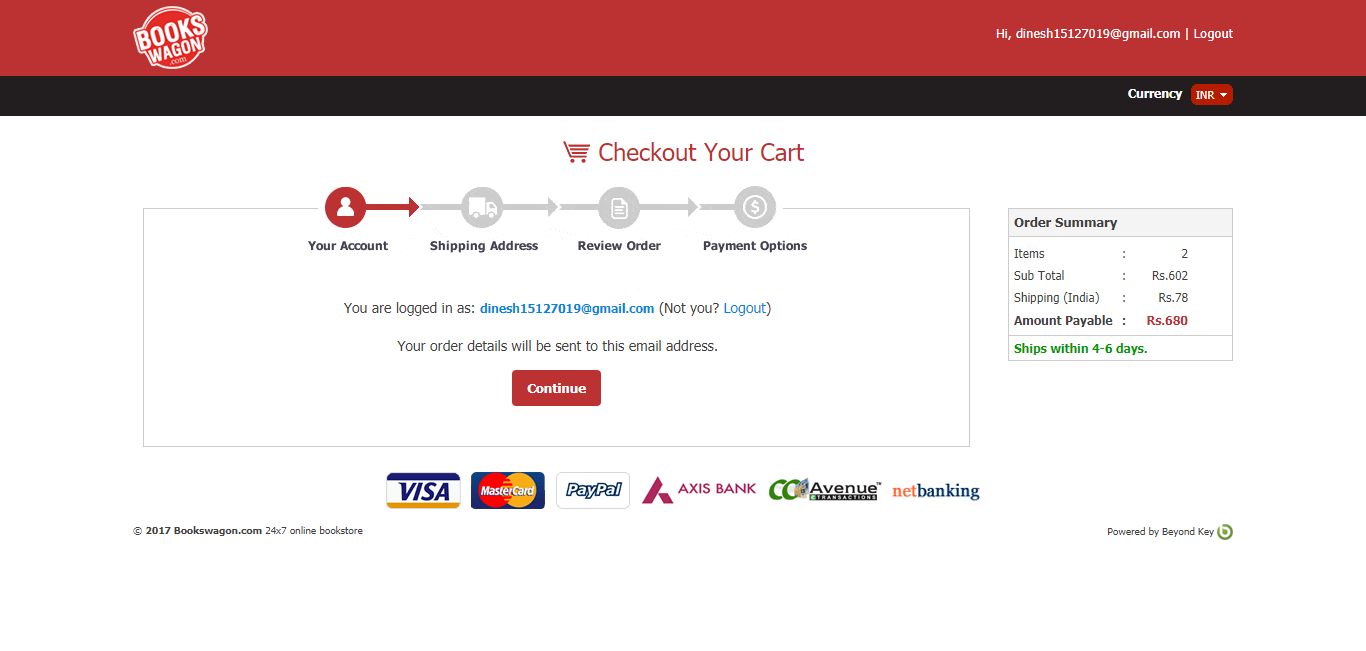 BOOKS
WAGON
.com
Hi, dinesh15127019@gmail.com | Logout
Currency INR
Checkout Your Cart
Your Account Shipping Address Review Order Payment Options
You are logged in as: dinesh15127019@gmail.com (Not you? Logout)
Your order details will be sent to this email address.
Continue
Order Summary
Items : 2
Sub Total : Rs.602
Shipping (India) : Rs.78
Amount Payable : Rs.680
Ships within 4-6 days.
VISA MasterCard PayPal AXIS BANK CCAvenue™ netbanking
E TRANSACTIONS
© 2017 Bookswagon.com 24x7 online bookstore
Powered by Beyond Key